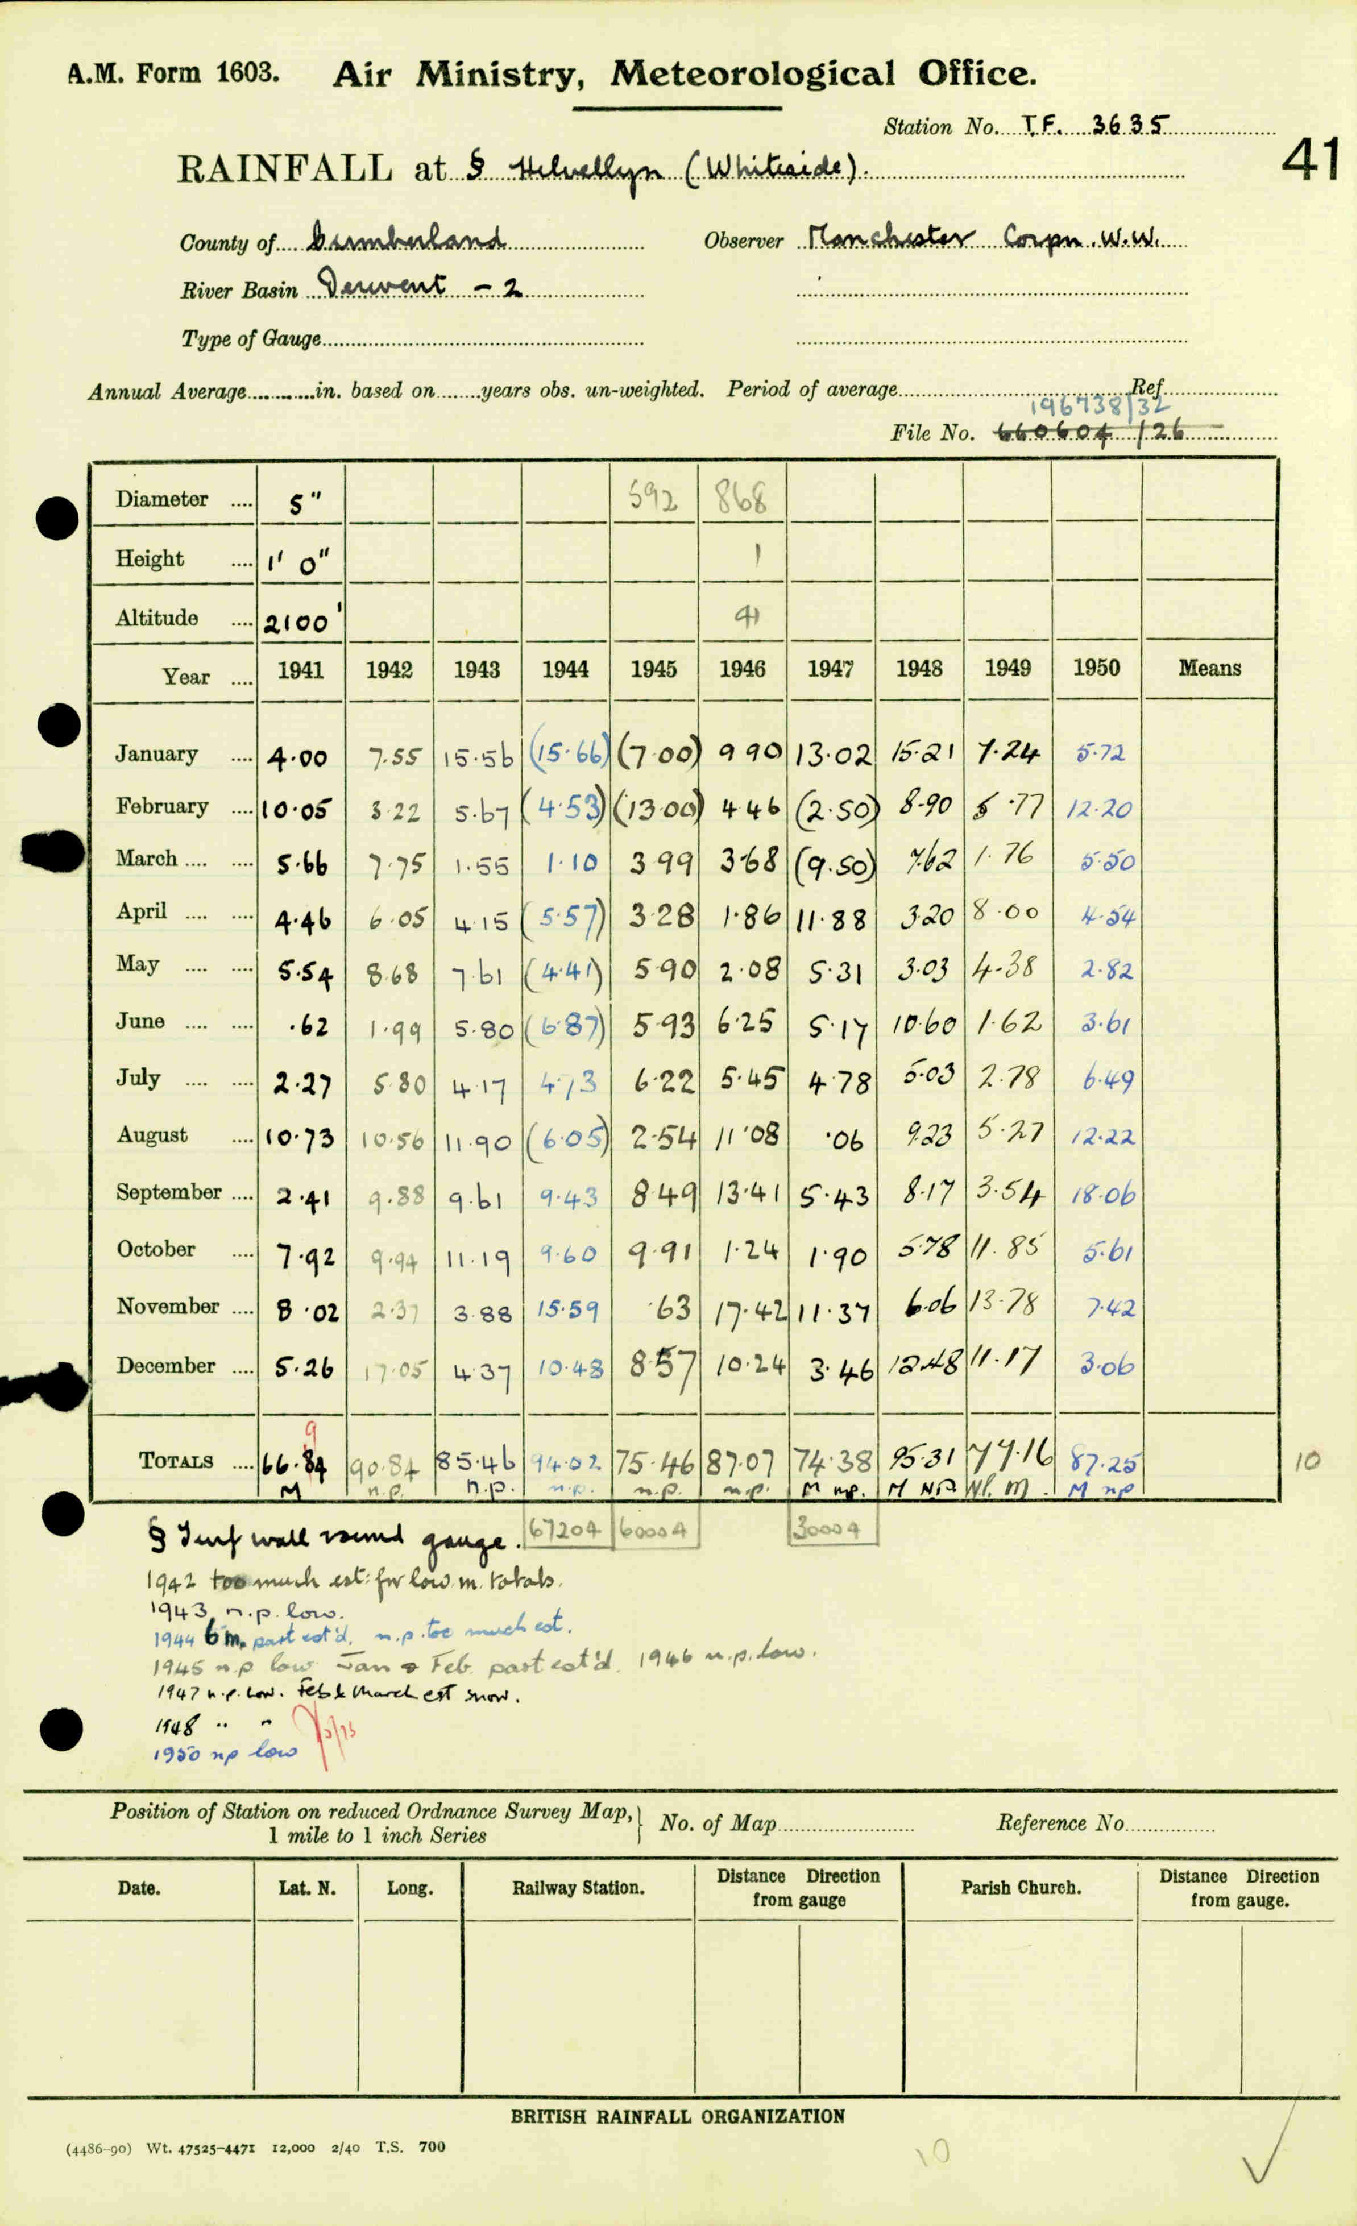 A.M. Form 1603. Air Ministry, Meteorological Office.
Station No. T.F. 3635
41
RAINFALL at § Helvellyn (Whiteside).
County of Cumberland Observer Manchester Corpn. W.W.
River Basin Derwent - 2
Type of Gauge
Annual Average in. based on years obs. un-weighted. Period of average Ref.
196738/32
File No. 660604 /26
Diameter .... 5" 592 868
Height .... 1' 0" 1
Altitude .... 2100' 41
Year .... 1941 1942 1943 1944 1945 1946 1947 1948 1949 1950 Means
January .... 4.00 7.55 15.56 (15.66) (7.00) 9.90 13.02 15.21 7.24 5.72
February .... 10.05 3.22 5.67 (4.53) (13.00) 4.46 (2.50) 8.90 5.77 12.20
March .... .... 5.66 7.75 1.55 1.10 3.99 3.68 (9.50) 7.62 1.76 5.50
April .... .... 4.46 6.05 4.15 (5.57) 3.28 1.86 11.88 3.20 8.00 4.54
May .... .... 5.54 8.68 7.61 (4.41) 5.90 2.08 5.31 3.03 4.38 2.82
June .... .... .62 1.99 5.80 (6.87) 5.93 6.25 5.17 10.60 1.62 3.61
July .... .... 2.27 5.80 4.17 4.73 6.22 5.45 4.78 5.03 2.78 6.49
August .... 10.73 10.56 11.90 (6.05) 2.54 11.08 .06 9.23 5.27 12.22
September .... 2.41 9.88 9.61 9.43 8.49 13.41 5.43 8.17 3.54 18.06
October .... 7.92 9.94 11.19 9.60 9.91 1.24 1.90 5.78 11.85 5.61
November .... 8.02 2.37 3.88 15.59 .63 17.42 11.37 6.06 13.78 7.42
December .... 5.26 17.05 4.37 10.48 8.57 10.24 3.46 12.48 11.17 3.06
9
TOTALS .... 66.84 90.84 85.46 94.02 75.46 87.07 74.38 95.31 77.16 87.25 10
M n.p. n.p. n.p. n.p. n.p. M np. M NP NP. M. M np
§ Turf wall round gauge. 67204 60004 30004
1942 too much est: for low m. totals.
1943 n.p. low.
1944 6 m. part est'd. n.p. too much est.
1945 n.p low Jan & Feb. part est'd. 1946 n.p. low.
1947 n.p. low. Feb & March est snow.
1948 " "
1950 np low
Position of Station on reduced Ordnance Survey Map, } No. of Map Reference No.
1 mile to 1 inch Series
Date. Lat. N. Long. Railway Station. Distance Direction from gauge Parish Church. Distance Direction from gauge.
BRITISH RAINFALL ORGANIZATION
(4486-90) Wt. 47525-4471 12,000 2/40 T.S. 700
10